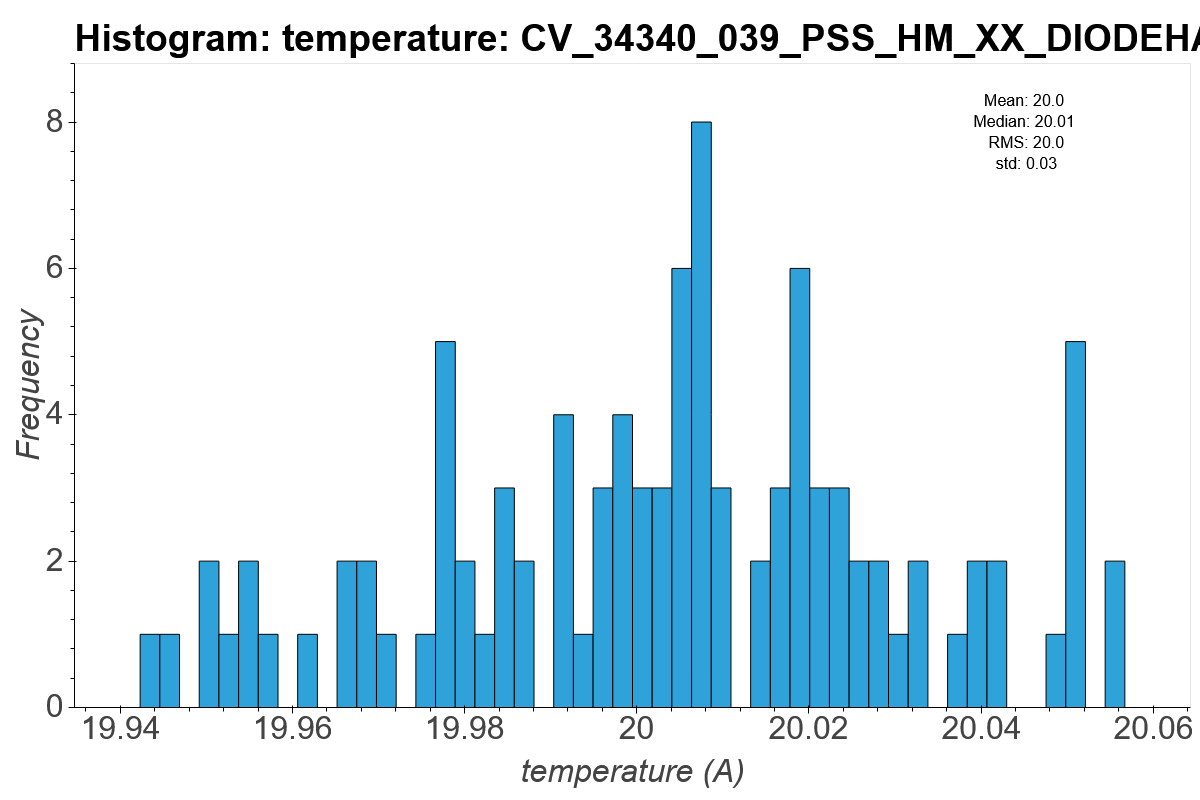 Histogram: temperature: CV_34340_039_PSS_HM_XX_DIODEHA
Mean: 20.0
Median: 20.01
RMS: 20.0
std: 0.03
8
6
4
2
0
Frequency
19.94 19.96 19.98 20 20.02 20.04 20.06
temperature (A)